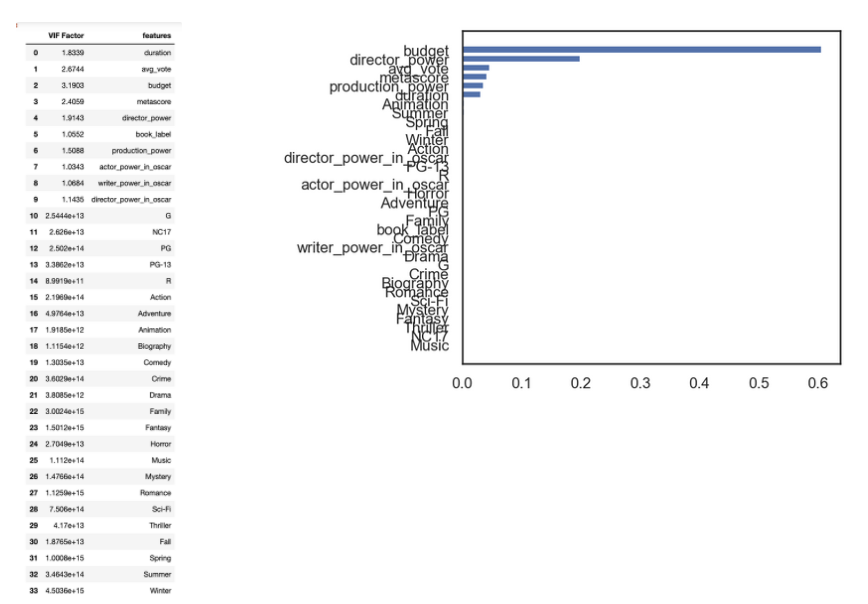 VIF Factor features
0 1.8339 duration
1 2.6744 avg_vote
2 3.1903 budget
3 2.4059 metascore
4 1.9143 director_power
5 1.0552 book_label
6 1.5088 production_power
7 1.0343 actor_power_in_oscar
8 1.0684 writer_power_in_oscar
9 1.1435 director_power_in_oscar
10 2.5444e+13 G
11 2.626e+13 NC17
12 2.502e+14 PG
13 3.3862e+13 PG-13
14 8.9919e+11 R
15 2.1969e+14 Action
16 4.9764e+13 Adventure
17 1.9185e+12 Animation
18 1.1154e+12 Biography
19 1.3035e+13 Comedy
20 3.6029e+14 Crime
21 3.8085e+12 Drama
22 3.0024e+15 Family
23 1.5012e+15 Fantasy
24 2.7049e+13 Horror
25 1.112e+14 Music
26 1.4766e+14 Mystery
27 1.1259e+15 Romance
28 7.506e+14 Sci-Fi
29 4.17e+13 Thriller
30 1.8765e+13 Fall
31 1.0008e+15 Spring
32 3.4643e+14 Summer
33 4.5036e+15 Winter
budget
director_power
avg_vote
metascore
production_power
duration
Animation
Summer
Spring
Fall
Winter
Action
director_power_in_oscar
PG-13
R
actor_power_in_oscar
Horror
Adventure
PG
Family
book_label
Comedy
writer_power_in_oscar
Drama
G
Crime
Biography
Romance
Sci-Fi
Mystery
Fantasy
Thriller
NC17
Music
0.0 0.1 0.2 0.3 0.4 0.5 0.6